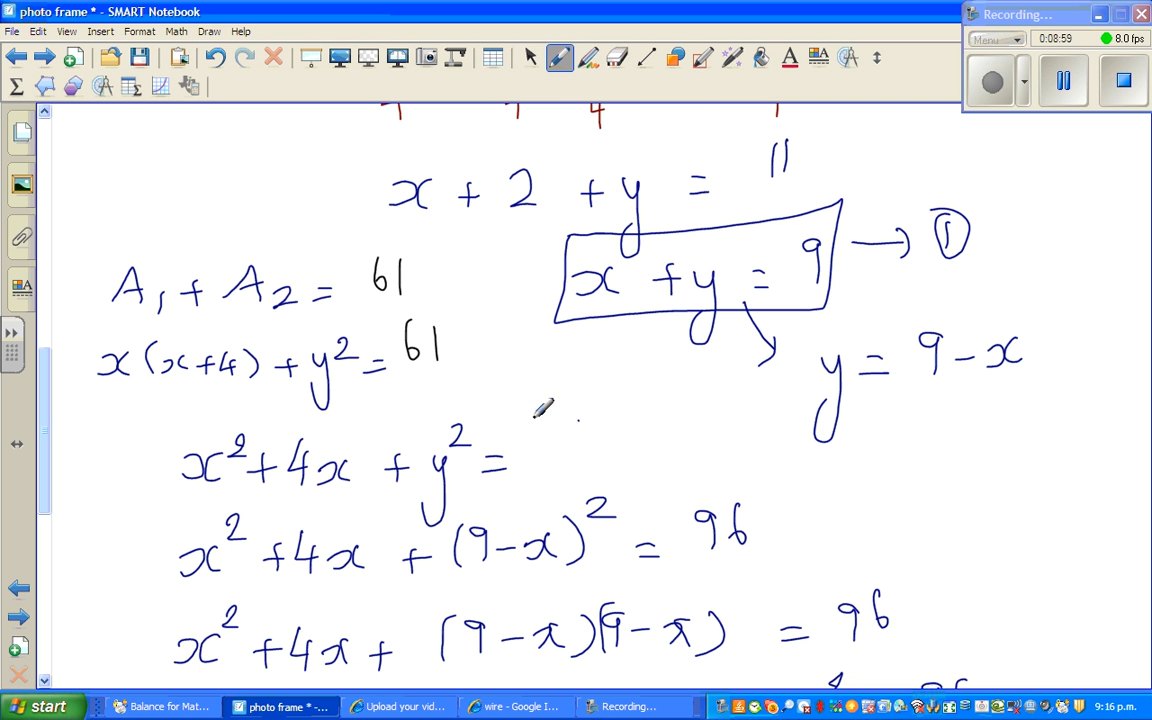 photo frame * - SMART Notebook
Recording...
File Edit View Insert Format Math Draw Help
Menu 0:08:59 8.0 fps
x + 2 + y = 11
x + y = 9 → ①
A₁ + A₂ = 61
x(x+4) + y² = 61
y = 9 - x
x² + 4x + y² =
x² + 4x + (9-x)² = 96
x² + 4x + (9-x)(9-x) = 96
start Balance for Mat... photo frame * -... Upload your vid... wire - Google I... Recording... 9:16 p.m.